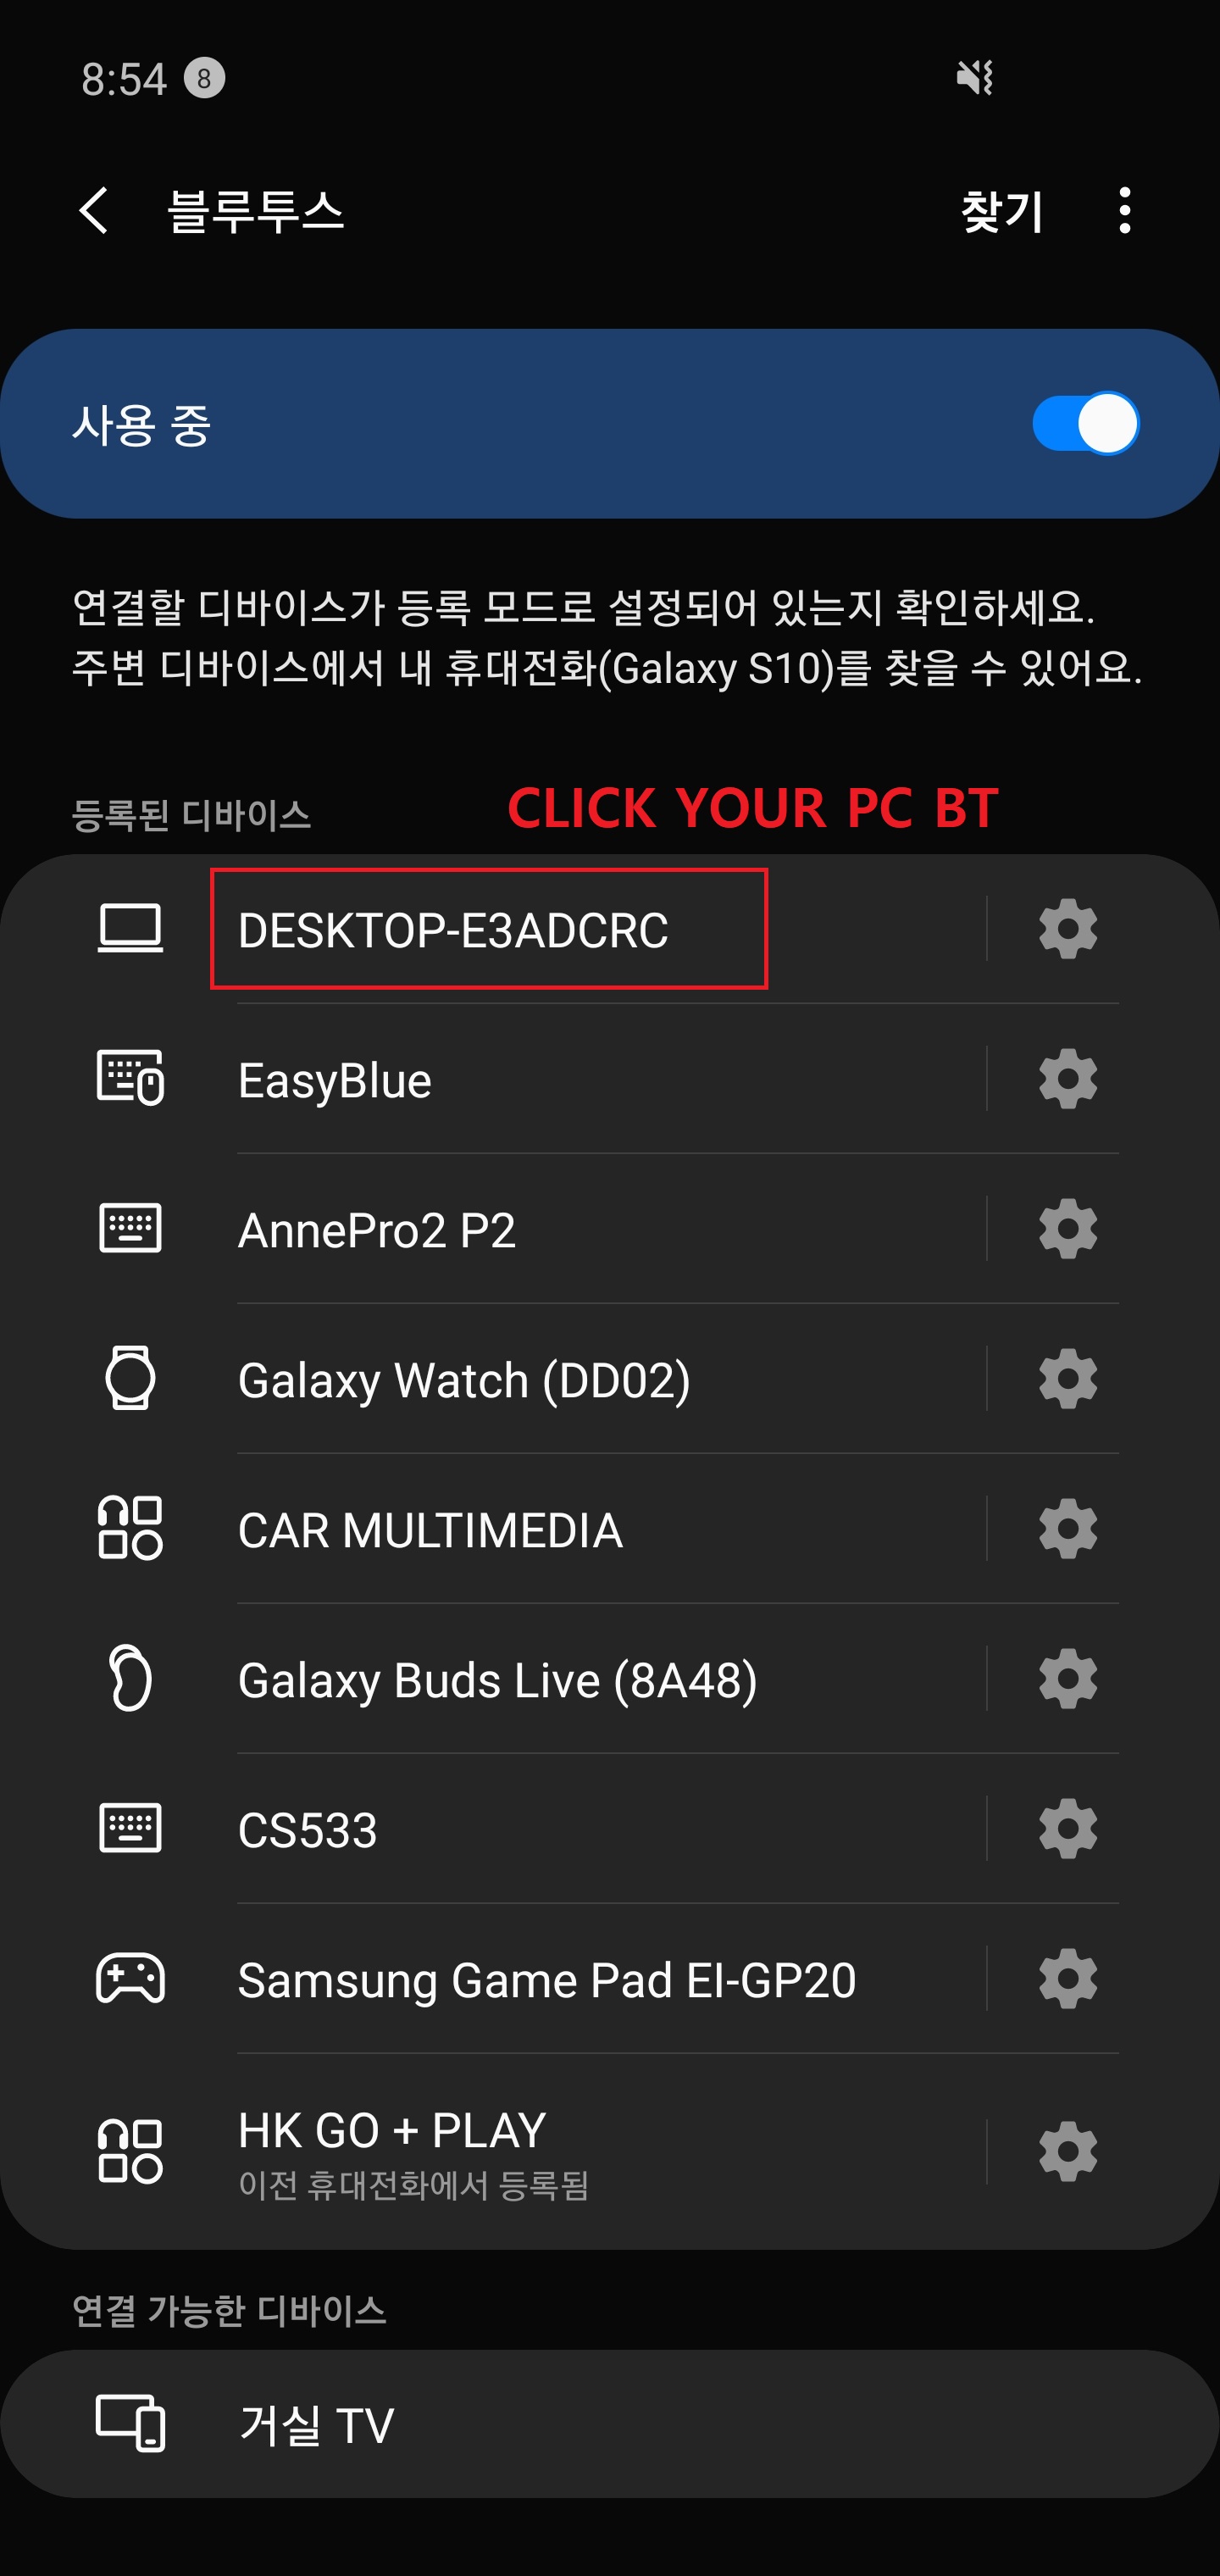 8:54 8
블루투스 찾기
사용 중
연결할 디바이스가 등록 모드로 설정되어 있는지 확인하세요.
주변 디바이스에서 내 휴대전화(Galaxy S10)를 찾을 수 있어요.
등록된 디바이스 CLICK YOUR PC BT
DESKTOP-E3ADCRC
EasyBlue
AnnePro2 P2
Galaxy Watch (DD02)
CAR MULTIMEDIA
Galaxy Buds Live (8A48)
CS533
Samsung Game Pad EI-GP20
HK GO + PLAY
이전 휴대전화에서 등록됨
연결 가능한 디바이스
거실 TV